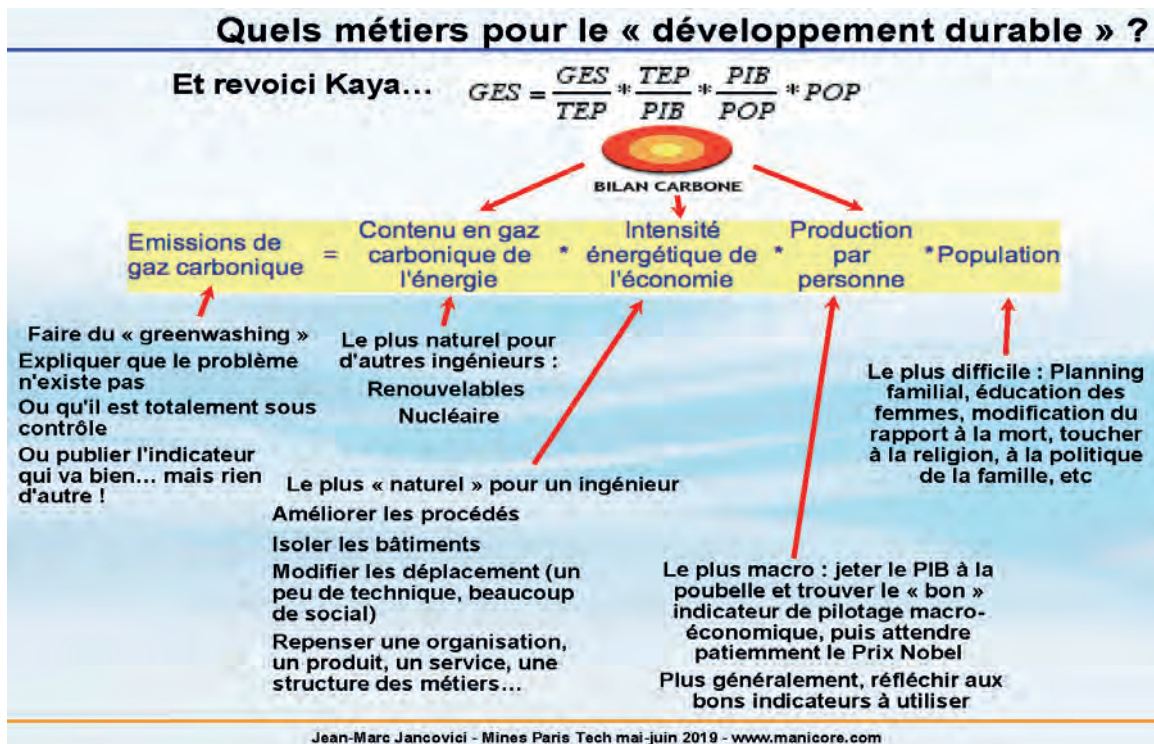 Quels métiers pour le « développement durable » ?
Et revoici Kaya…
GES = GES/TEP * TEP/PIB * PIB/POP * POP
BILAN CARBONE
Emissions de
gaz carbonique
=
Contenu en gaz
carbonique de
l'énergie
*
Intensité
énergétique de
l'économie
*
Production
par
personne
*Population
Faire du « greenwashing »
Expliquer que le problème
n'existe pas
Ou qu'il est totalement sous
contrôle
Ou publier l'indicateur
qui va bien… mais rien
d'autre !
Le plus naturel pour
d'autres ingénieurs :
Renouvelables
Nucléaire
Le plus « naturel » pour un ingénieur
Améliorer les procédés
Isoler les bâtiments
Modifier les déplacement (un
peu de technique, beaucoup
de social)
Repenser une organisation,
un produit, un service, une
structure des métiers…
Le plus macro : jeter le PIB à la
poubelle et trouver le « bon »
indicateur de pilotage macro-
économique, puis attendre
patiemment le Prix Nobel
Plus généralement, réfléchir aux
bons indicateurs à utiliser
Le plus difficile : Planning
familial, éducation des
femmes, modification du
rapport à la mort, toucher
à la religion, à la politique
de la famille, etc
Jean-Marc Jancovici - Mines Paris Tech mai-juin 2019 - www.manicore.com